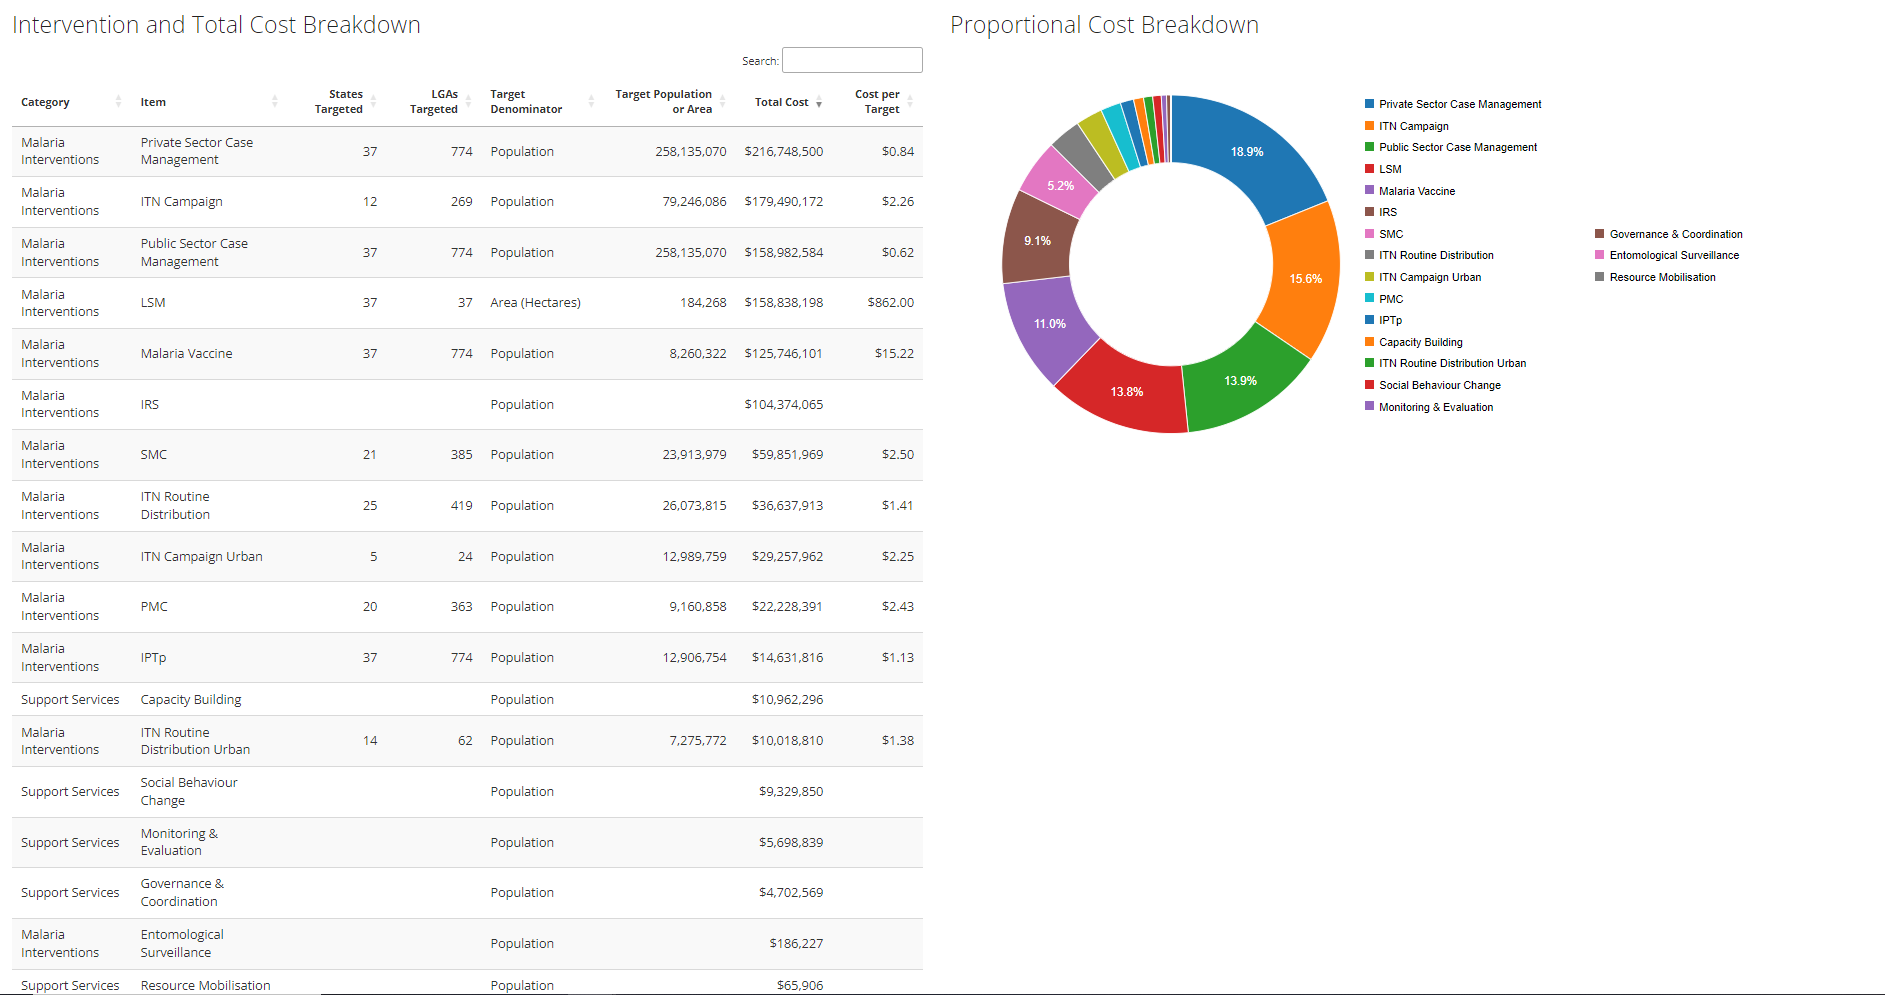 Intervention and Total Cost Breakdown
Search:
Category Item States Targeted LGAs Targeted Target Denominator Target Population or Area Total Cost Cost per Target
Malaria Interventions Private Sector Case Management 37 774 Population 258,135,070 $216,748,500 $0.84
Malaria Interventions ITN Campaign 12 269 Population 79,246,086 $179,490,172 $2.26
Malaria Interventions Public Sector Case Management 37 774 Population 258,135,070 $158,982,584 $0.62
Malaria Interventions LSM 37 37 Area (Hectares) 184,268 $158,838,198 $862.00
Malaria Interventions Malaria Vaccine 37 774 Population 8,260,322 $125,746,101 $15.22
Malaria Interventions IRS Population $104,374,065
Malaria Interventions SMC 21 385 Population 23,913,979 $59,851,969 $2.50
Malaria Interventions ITN Routine Distribution 25 419 Population 26,073,815 $36,637,913 $1.41
Malaria Interventions ITN Campaign Urban 5 24 Population 12,989,759 $29,257,962 $2.25
Malaria Interventions PMC 20 363 Population 9,160,858 $22,228,391 $2.43
Malaria Interventions IPTp 37 774 Population 12,906,754 $14,631,816 $1.13
Support Services Capacity Building Population $10,962,296
Malaria Interventions ITN Routine Distribution Urban 14 62 Population 7,275,772 $10,018,810 $1.38
Support Services Social Behaviour Change Population $9,329,850
Support Services Monitoring & Evaluation Population $5,698,839
Support Services Governance & Coordination Population $4,702,569
Malaria Interventions Entomological Surveillance Population $186,227
Support Services Resource Mobilisation Population $65,906
Proportional Cost Breakdown
18.9%
15.6%
13.9%
13.8%
11.0%
9.1%
5.2%
Private Sector Case Management
ITN Campaign
Public Sector Case Management
LSM
Malaria Vaccine
IRS
SMC
ITN Routine Distribution
ITN Campaign Urban
PMC
IPTp
Capacity Building
ITN Routine Distribution Urban
Social Behaviour Change
Monitoring & Evaluation
Governance & Coordination
Entomological Surveillance
Resource Mobilisation